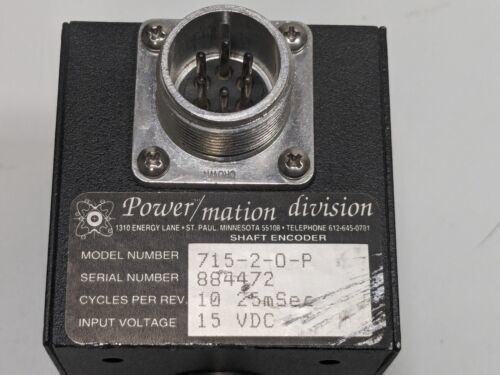 Power/mation division
1310 ENERGY LANE • ST. PAUL, MINNESOTA 55108 • TELEPHONE 612-645-0781
SHAFT ENCODER
MODEL NUMBER 715-2-O-P
SERIAL NUMBER 884472
CYCLES PER REV. 10 25mSec
INPUT VOLTAGE 15 VDC